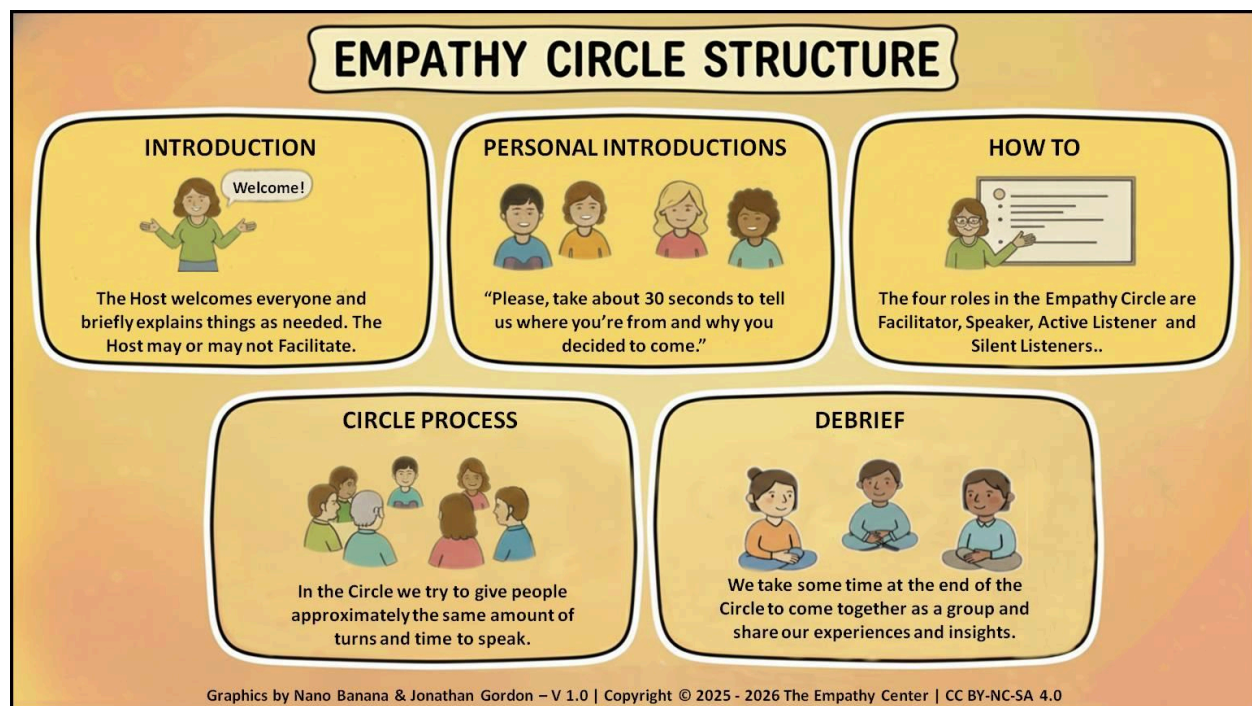 EMPATHY CIRCLE STRUCTURE
INTRODUCTION
Welcome!
The Host welcomes everyone and
briefly explains things as needed. The
Host may or may not Facilitate.
PERSONAL INTRODUCTIONS
“Please, take about 30 seconds to tell
us where you’re from and why you
decided to come.”
HOW TO
The four roles in the Empathy Circle are
Facilitator, Speaker, Active Listener and
Silent Listeners..
CIRCLE PROCESS
In the Circle we try to give people
approximately the same amount of
turns and time to speak.
DEBRIEF
We take some time at the end of the
Circle to come together as a group and
share our experiences and insights.
Graphics by Nano Banana & Jonathan Gordon – V 1.0 | Copyright © 2025 - 2026 The Empathy Center | CC BY-NC-SA 4.0